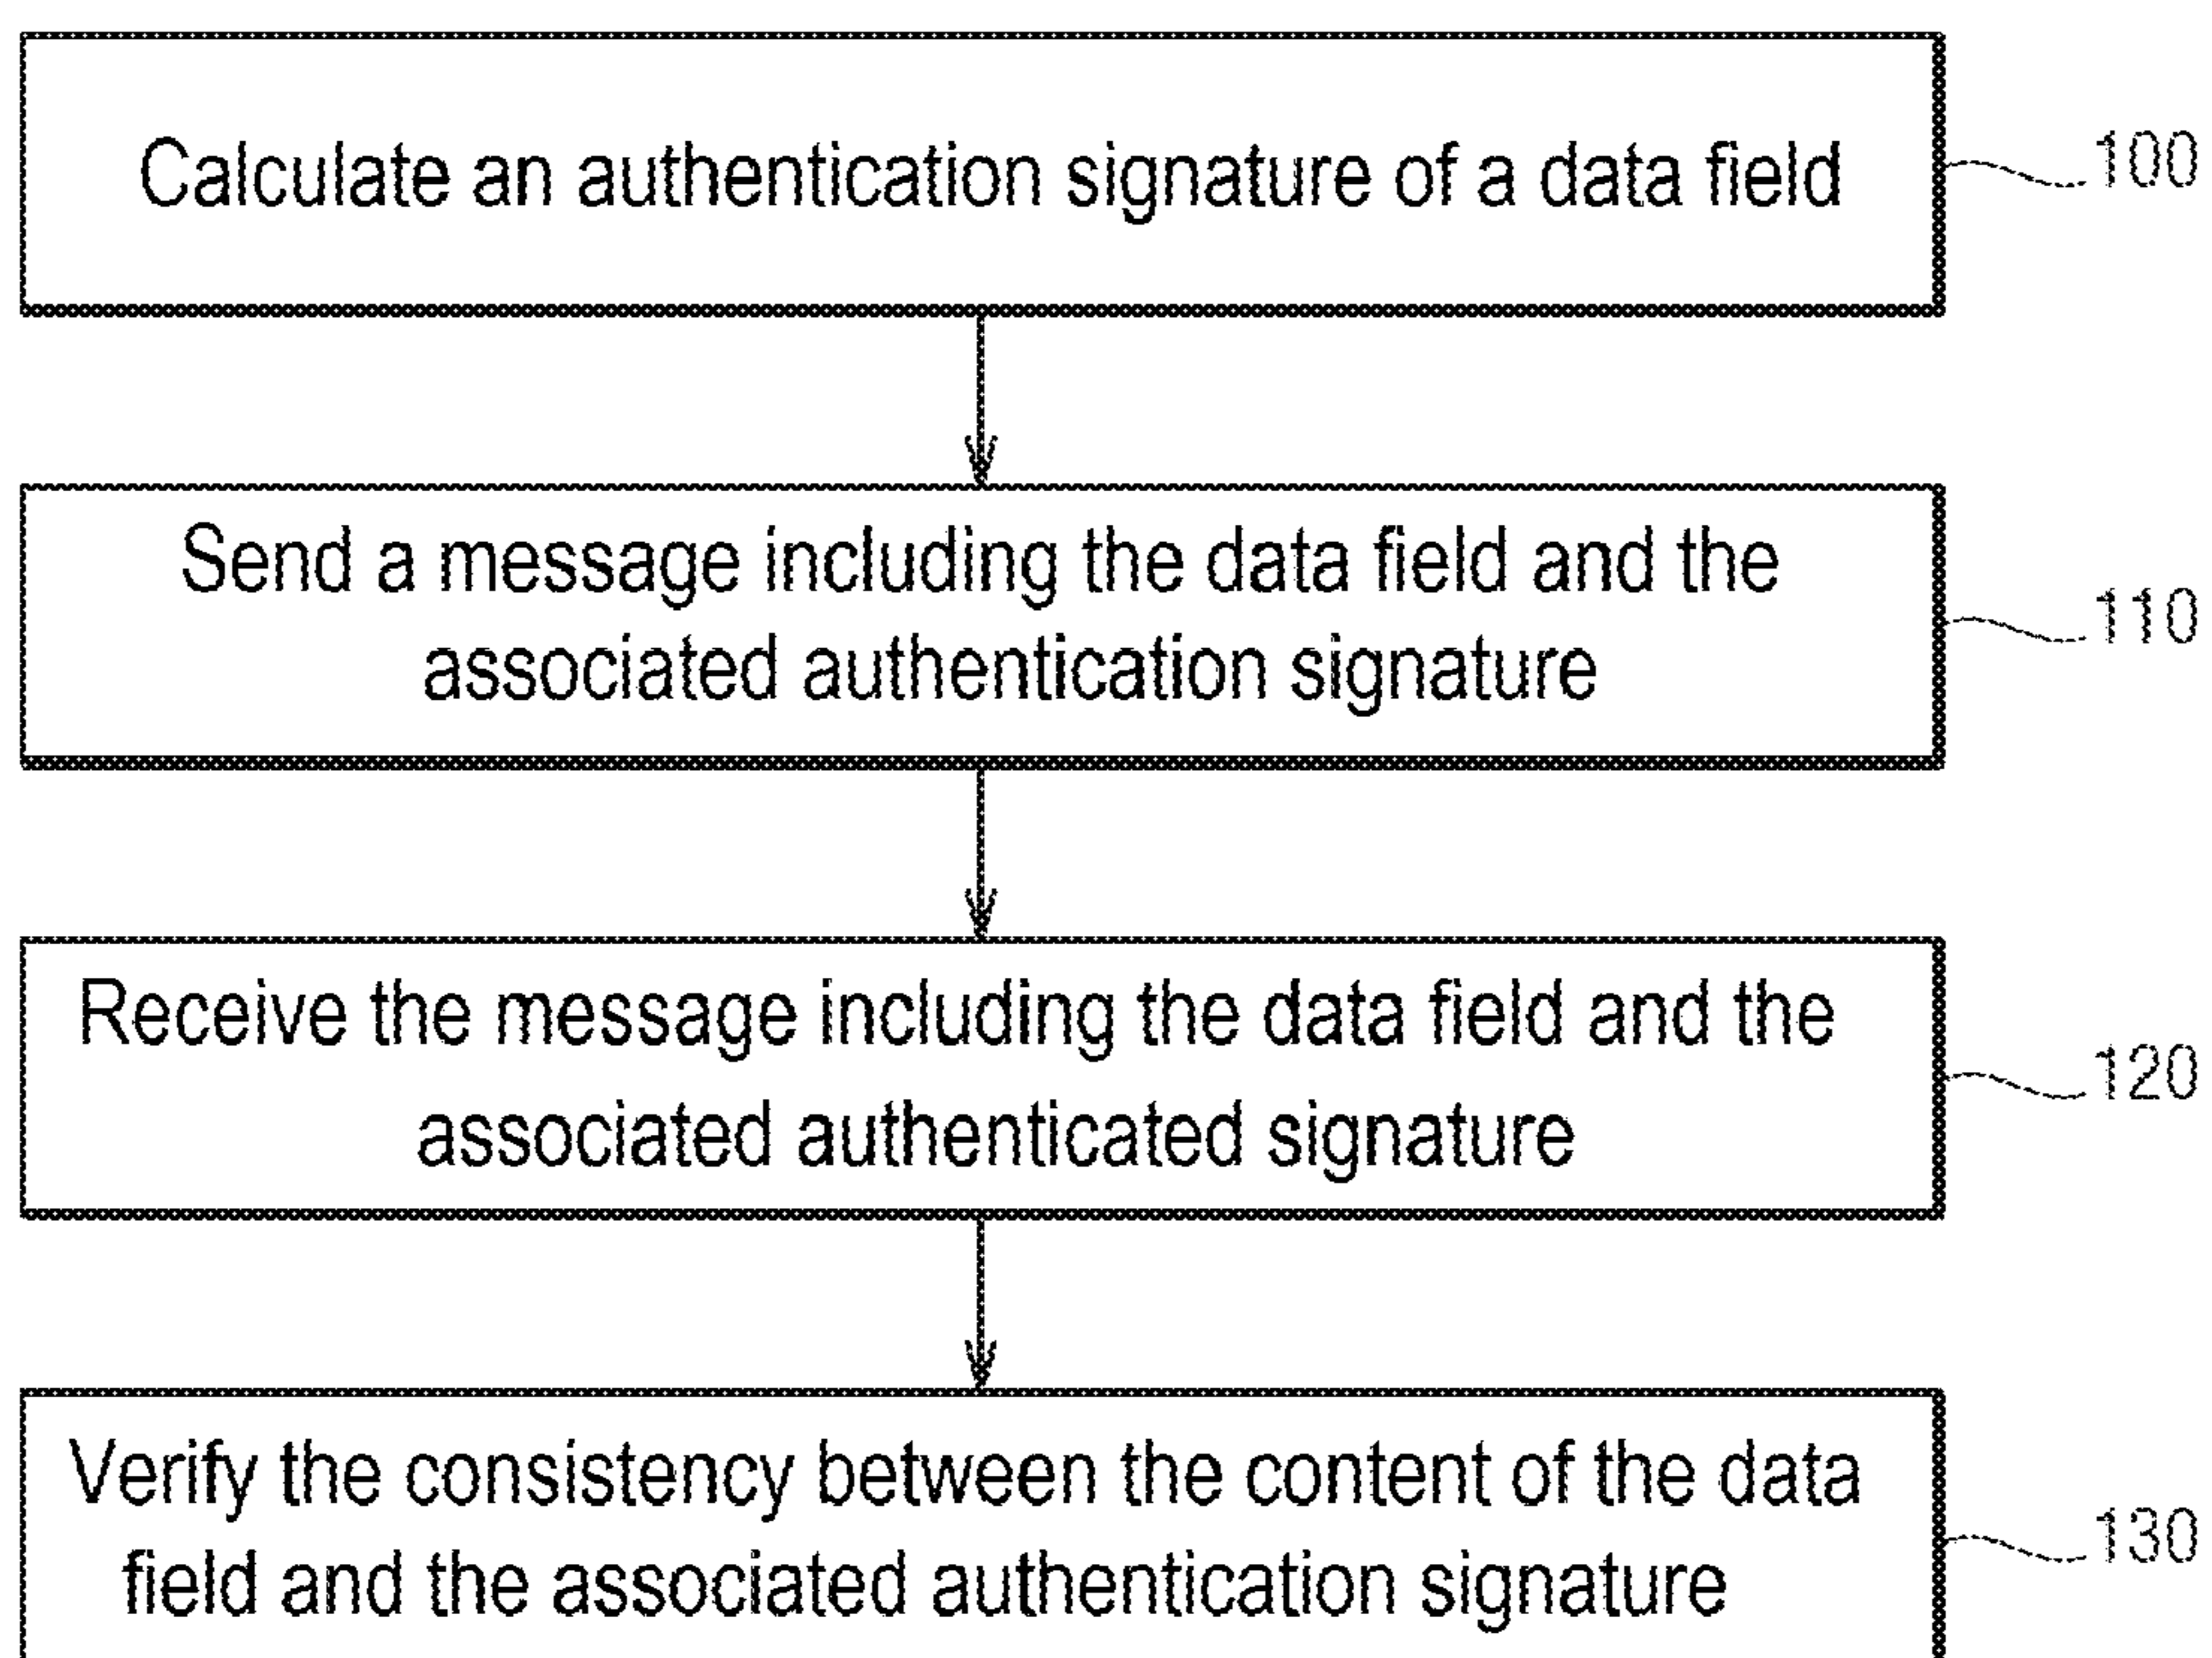 Calculate an authentication signature of a data field
100
Send a message including the data field and the
associated authentication signature
110
Receive the message including the data field and the
associated authenticated signature
120
Verify the consistency between the content of the data
field and the associated authentication signature
130